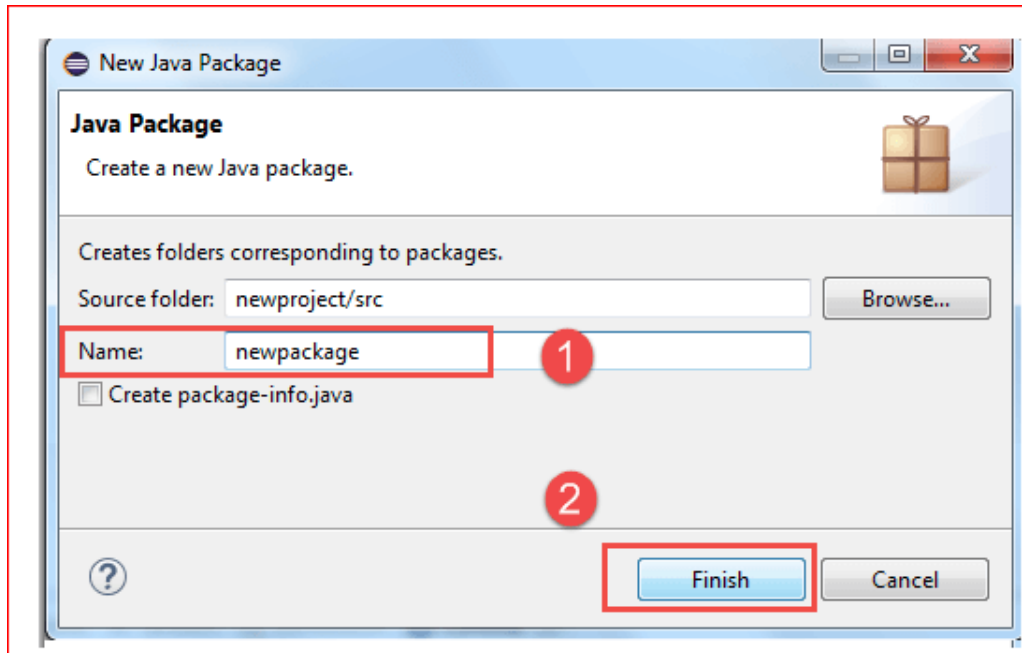 New Java Package
Java Package
Create a new Java package.
Creates folders corresponding to packages.
Source folder: newproject/src Browse...
Name: newpackage 1
Create package-info.java
2
? Finish Cancel